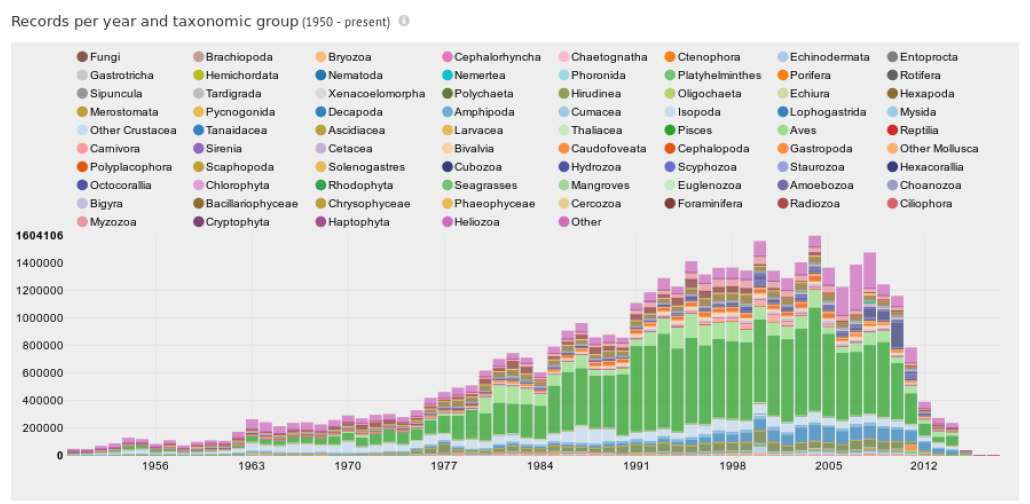 Records per year and taxonomic group (1950 - present)
Fungi Brachiopoda Bryozoa Cephalorhyncha Chaetognatha Ctenophora Echinodermata Entoprocta
Gastrotricha Hemichordata Nematoda Nemertea Phoronida Platyhelminthes Porifera Rotifera
Sipuncula Tardigrada Xenacoelomorpha Polychaeta Hirudinea Oligochaeta Echiura Hexapoda
Merostomata Pycnogonida Decapoda Amphipoda Cumacea Isopoda Lophogastrida Mysida
Other Crustacea Tanaidacea Ascidiacea Larvacea Thaliacea Pisces Aves Reptilia
Carnivora Sirenia Cetacea Bivalvia Caudofoveata Cephalopoda Gastropoda Other Mollusca
Polyplacophora Scaphopoda Solenogastres Cubozoa Hydrozoa Scyphozoa Staurozoa Hexacorallia
Octocorallia Chlorophyta Rhodophyta Seagrasses Mangroves Euglenozoa Amoebozoa Choanozoa
Bigyra Bacillariophyceae Chrysophyceae Phaeophyceae Cercozoa Foraminifera Radiozoa Ciliophora
Myzozoa Cryptophyta Haptophyta Heliozoa Other
1604106
1400000
1200000
1000000
800000
600000
400000
200000
0
1956 1963 1970 1977 1984 1991 1998 2005 2012